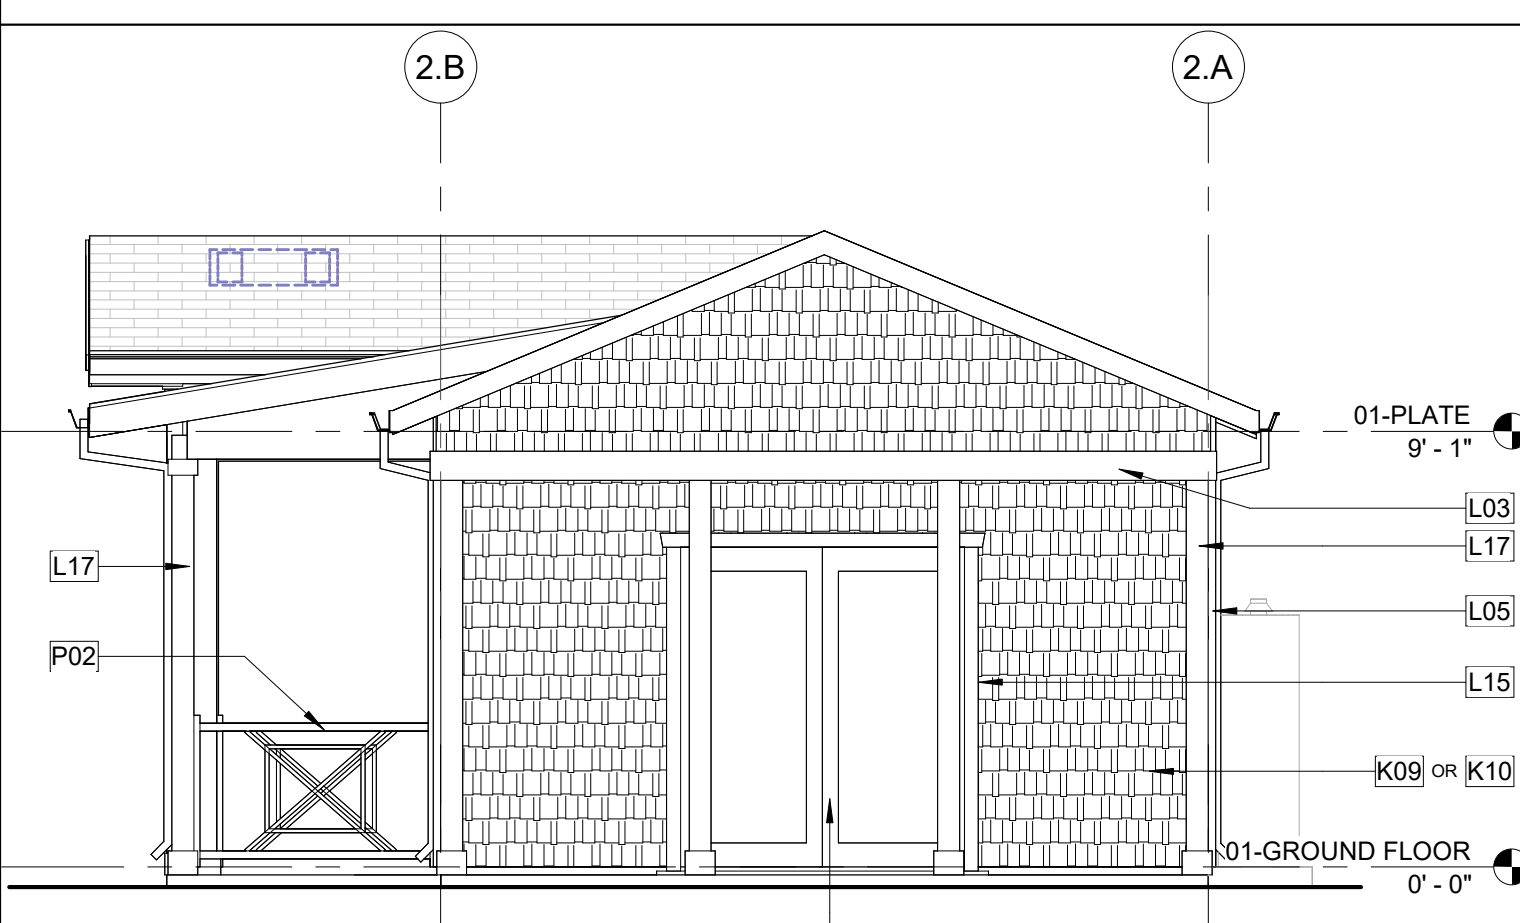 2.B
2.A
01-PLATE
9' - 1"
L03
L17
L17
L05
P02
L15
K09 OR K10
01-GROUND FLOOR
0' - 0"